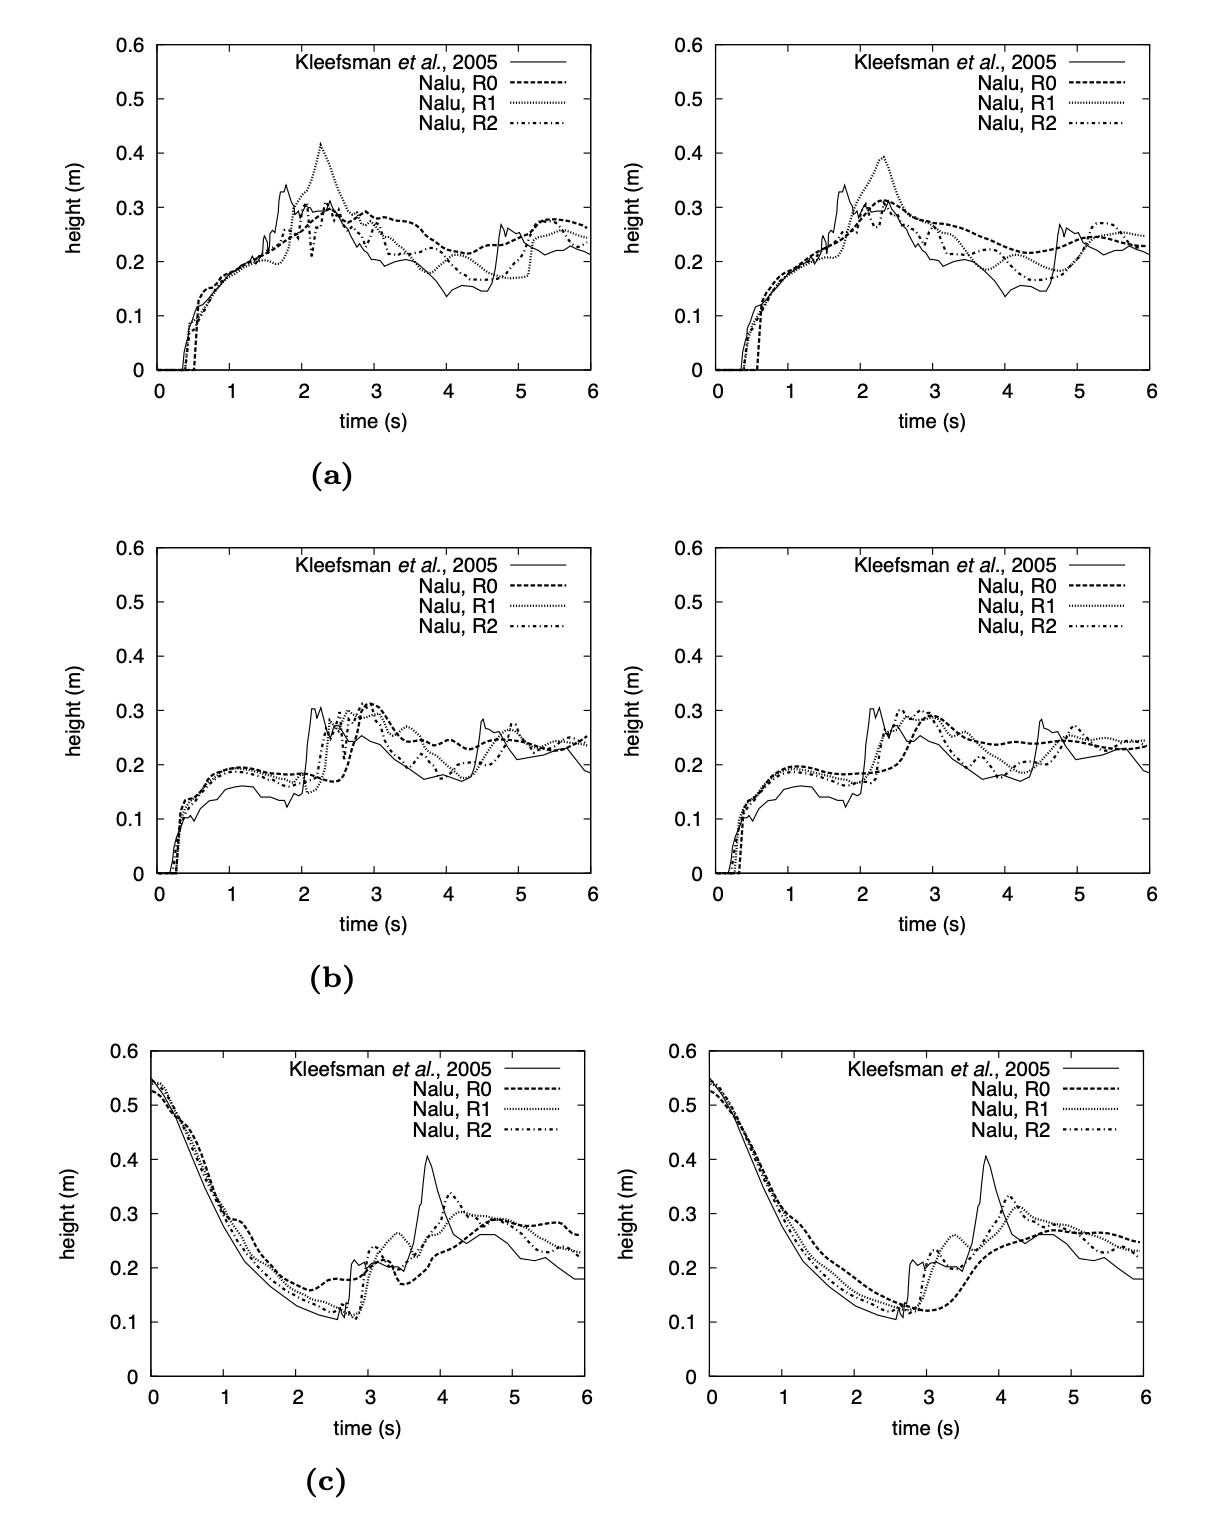 0.6
0.5
0.4
0.3
0.2
0.1
0
height (m)
Kleefsman et al., 2005
Nalu, R0
Nalu, R1
Nalu, R2
0 1 2 3 4 5 6
time (s)
0.6
0.5
0.4
0.3
0.2
0.1
0
height (m)
Kleefsman et al., 2005
Nalu, R0
Nalu, R1
Nalu, R2
0 1 2 3 4 5 6
time (s)
(a)
0.6
0.5
0.4
0.3
0.2
0.1
0
height (m)
Kleefsman et al., 2005
Nalu, R0
Nalu, R1
Nalu, R2
0 1 2 3 4 5 6
time (s)
0.6
0.5
0.4
0.3
0.2
0.1
0
height (m)
Kleefsman et al., 2005
Nalu, R0
Nalu, R1
Nalu, R2
0 1 2 3 4 5 6
time (s)
(b)
0.6
0.5
0.4
0.3
0.2
0.1
0
height (m)
Kleefsman et al., 2005
Nalu, R0
Nalu, R1
Nalu, R2
0 1 2 3 4 5 6
time (s)
0.6
0.5
0.4
0.3
0.2
0.1
0
height (m)
Kleefsman et al., 2005
Nalu, R0
Nalu, R1
Nalu, R2
0 1 2 3 4 5 6
time (s)
(c)